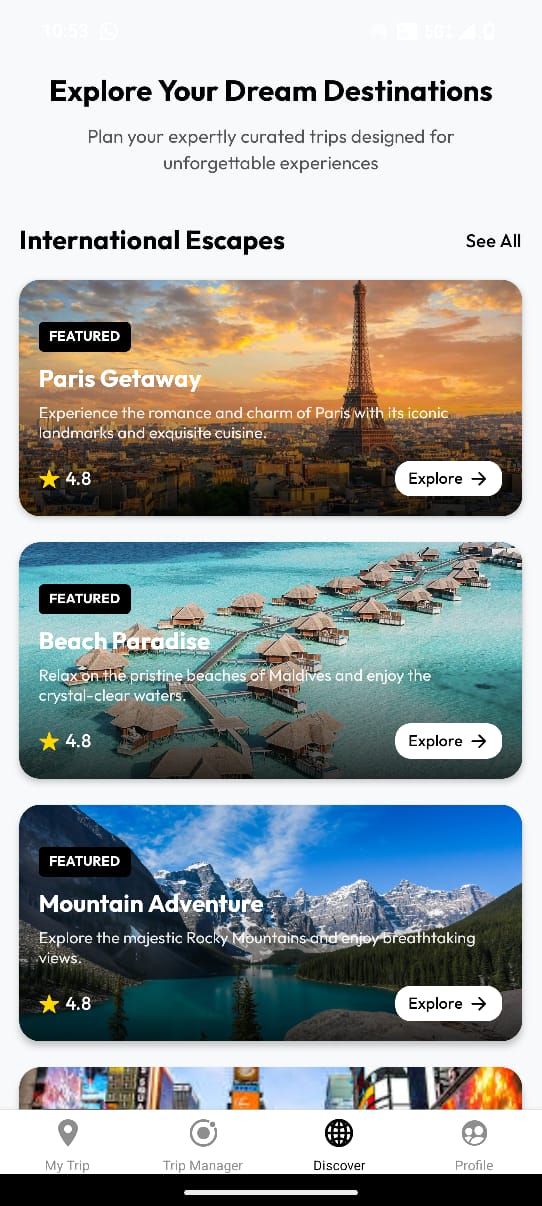 10:53
Explore Your Dream Destinations
Plan your expertly curated trips designed for
unforgettable experiences
International Escapes
See All
FEATURED
Paris Getaway
Experience the romance and charm of Paris with its iconic
landmarks and exquisite cuisine.
4.8
Explore →
FEATURED
Beach Paradise
Relax on the pristine beaches of Maldives and enjoy the
crystal-clear waters.
4.8
Explore →
FEATURED
Mountain Adventure
Explore the majestic Rocky Mountains and enjoy breathtaking
views.
4.8
Explore →
My Trip
Trip Manager
Discover
Profile